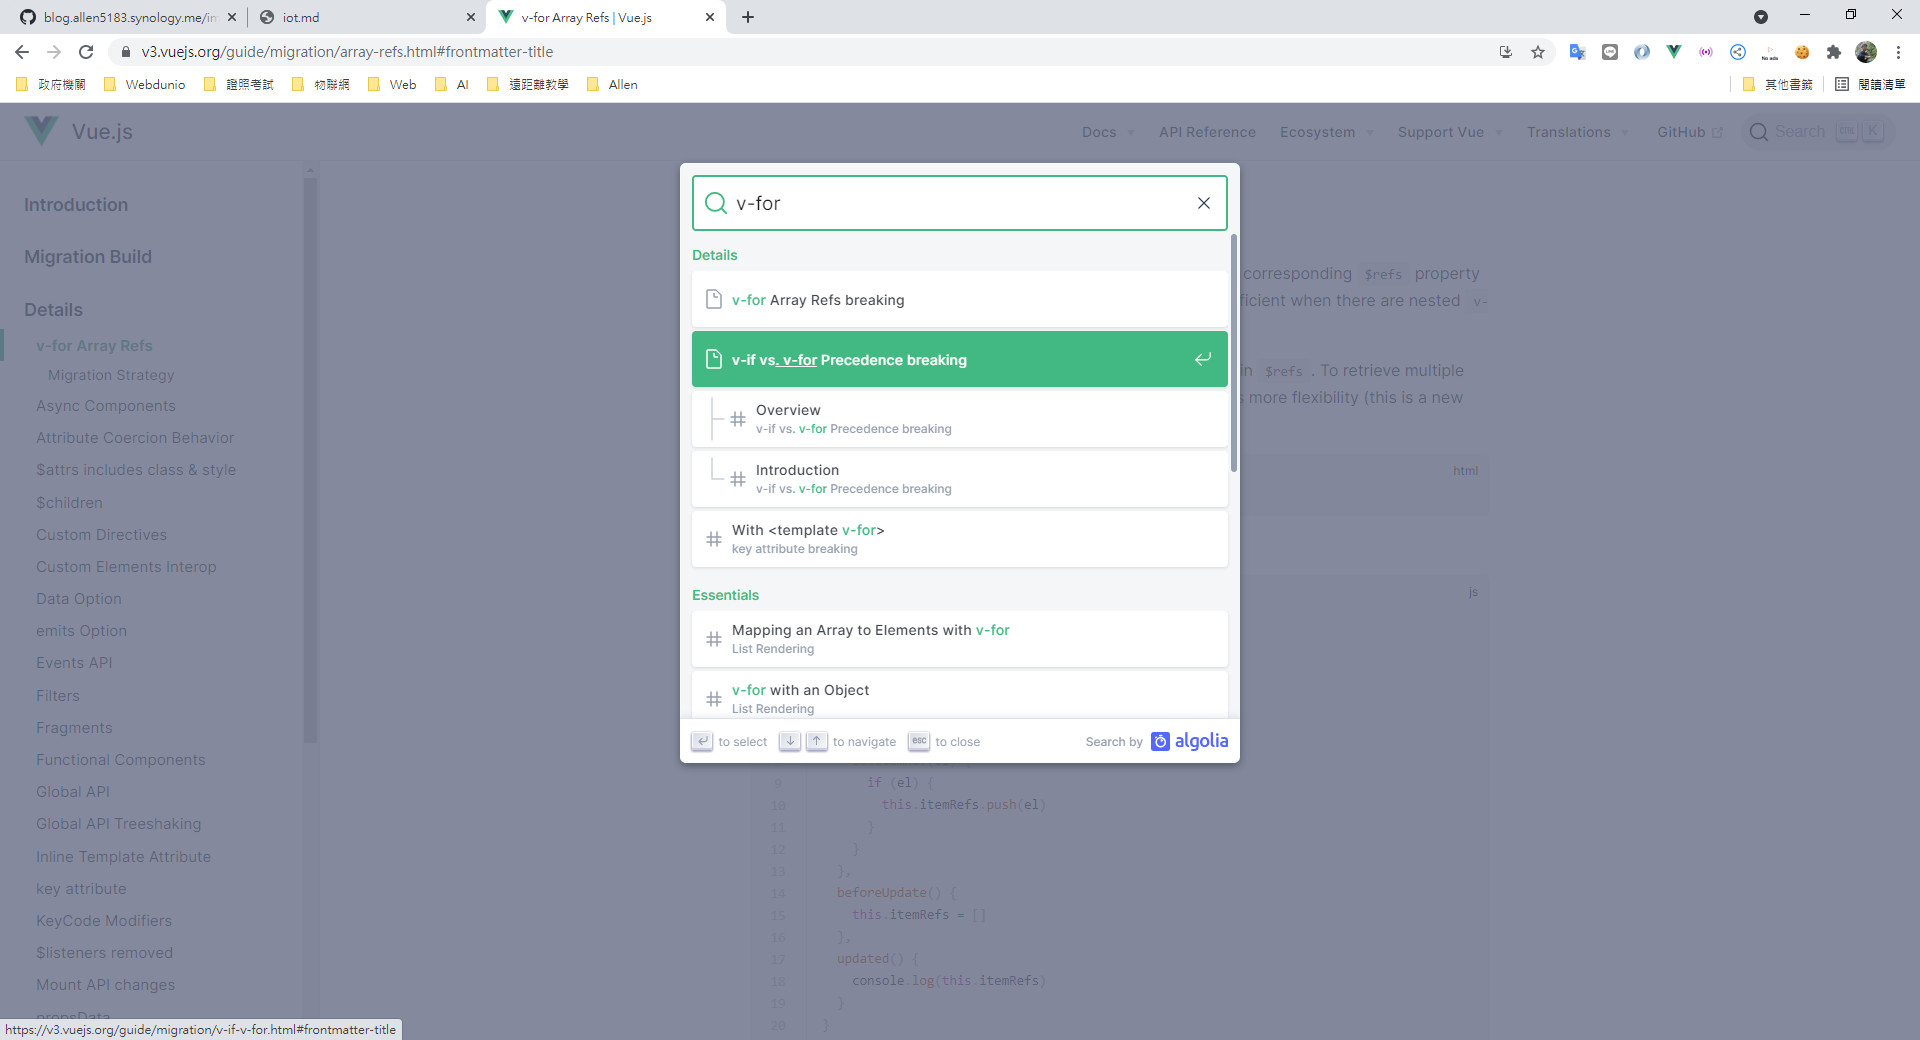 blog.allen5183.synology.me/im
iot.md
v-for Array Refs | Vue.js
v3.vuejs.org/guide/migration/array-refs.html#frontmatter-title
政府機關
Webdunio
證照考試
物聯網
Web
AI
遠距離教學
Allen
其他書籤
閱讀清單
Vue.js
Docs
API Reference
Ecosystem
Support Vue
Translations
GitHub
Search
CTRL
K
Introduction
Migration Build
Details
v-for Array Refs
Migration Strategy
Async Components
Attribute Coercion Behavior
$attrs includes class & style
$children
Custom Directives
Custom Elements Interop
Data Option
emits Option
Events API
Filters
Fragments
Functional Components
Global API
Global API Treeshaking
Inline Template Attribute
key attribute
KeyCode Modifiers
$listeners removed
Mount API changes
propsData
https://v3.vuejs.org/guide/migration/v-if-v-for.html#frontmatter-title
v-for
Details
v-for Array Refs breaking
v-if vs. v-for Precedence breaking
Overview
v-if vs. v-for Precedence breaking
Introduction
v-if vs. v-for Precedence breaking
With <template v-for>
key attribute breaking
Essentials
Mapping an Array to Elements with v-for
List Rendering
v-for with an Object
List Rendering
to select
to navigate
esc to close
Search by algolia
corresponding $refs property
ficient when there are nested v-
in $refs . To retrieve multiple
s more flexibility (this is a new
html
js
9 if (el) {
10 this.itemRefs.push(el)
11 }
12 }
13 },
14 beforeUpdate() {
15 this.itemRefs = []
16 },
17 updated() {
18 console.log(this.itemRefs)
19 }
20 }